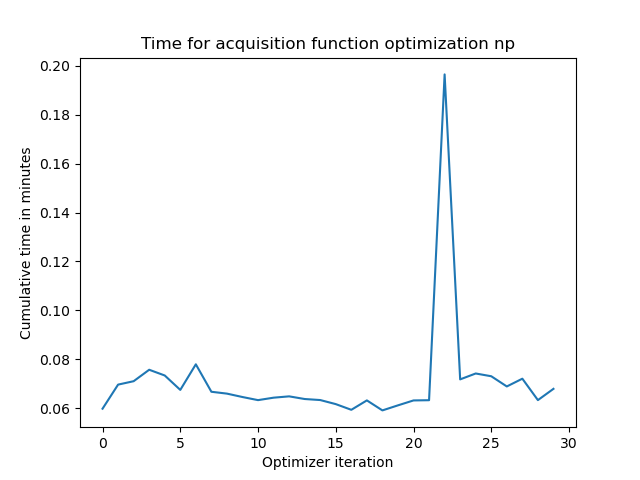 Time for acquisition function optimization np
Cumulative time in minutes
0.20
0.18
0.16
0.14
0.12
0.10
0.08
0.06
0 5 10 15 20 25 30
Optimizer iteration